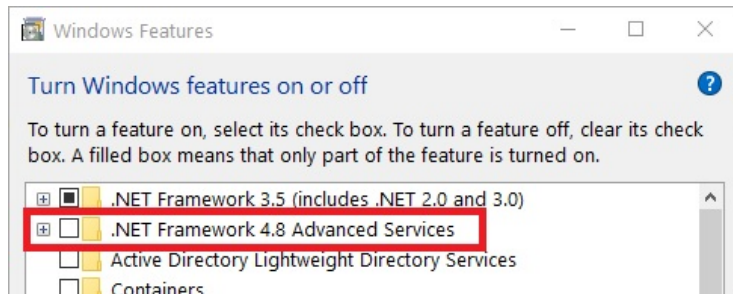 Windows Features
Turn Windows features on or off
To turn a feature on, select its check box. To turn a feature off, clear its check
box. A filled box means that only part of the feature is turned on.
.NET Framework 3.5 (includes .NET 2.0 and 3.0)
.NET Framework 4.8 Advanced Services
Active Directory Lightweight Directory Services
Containers